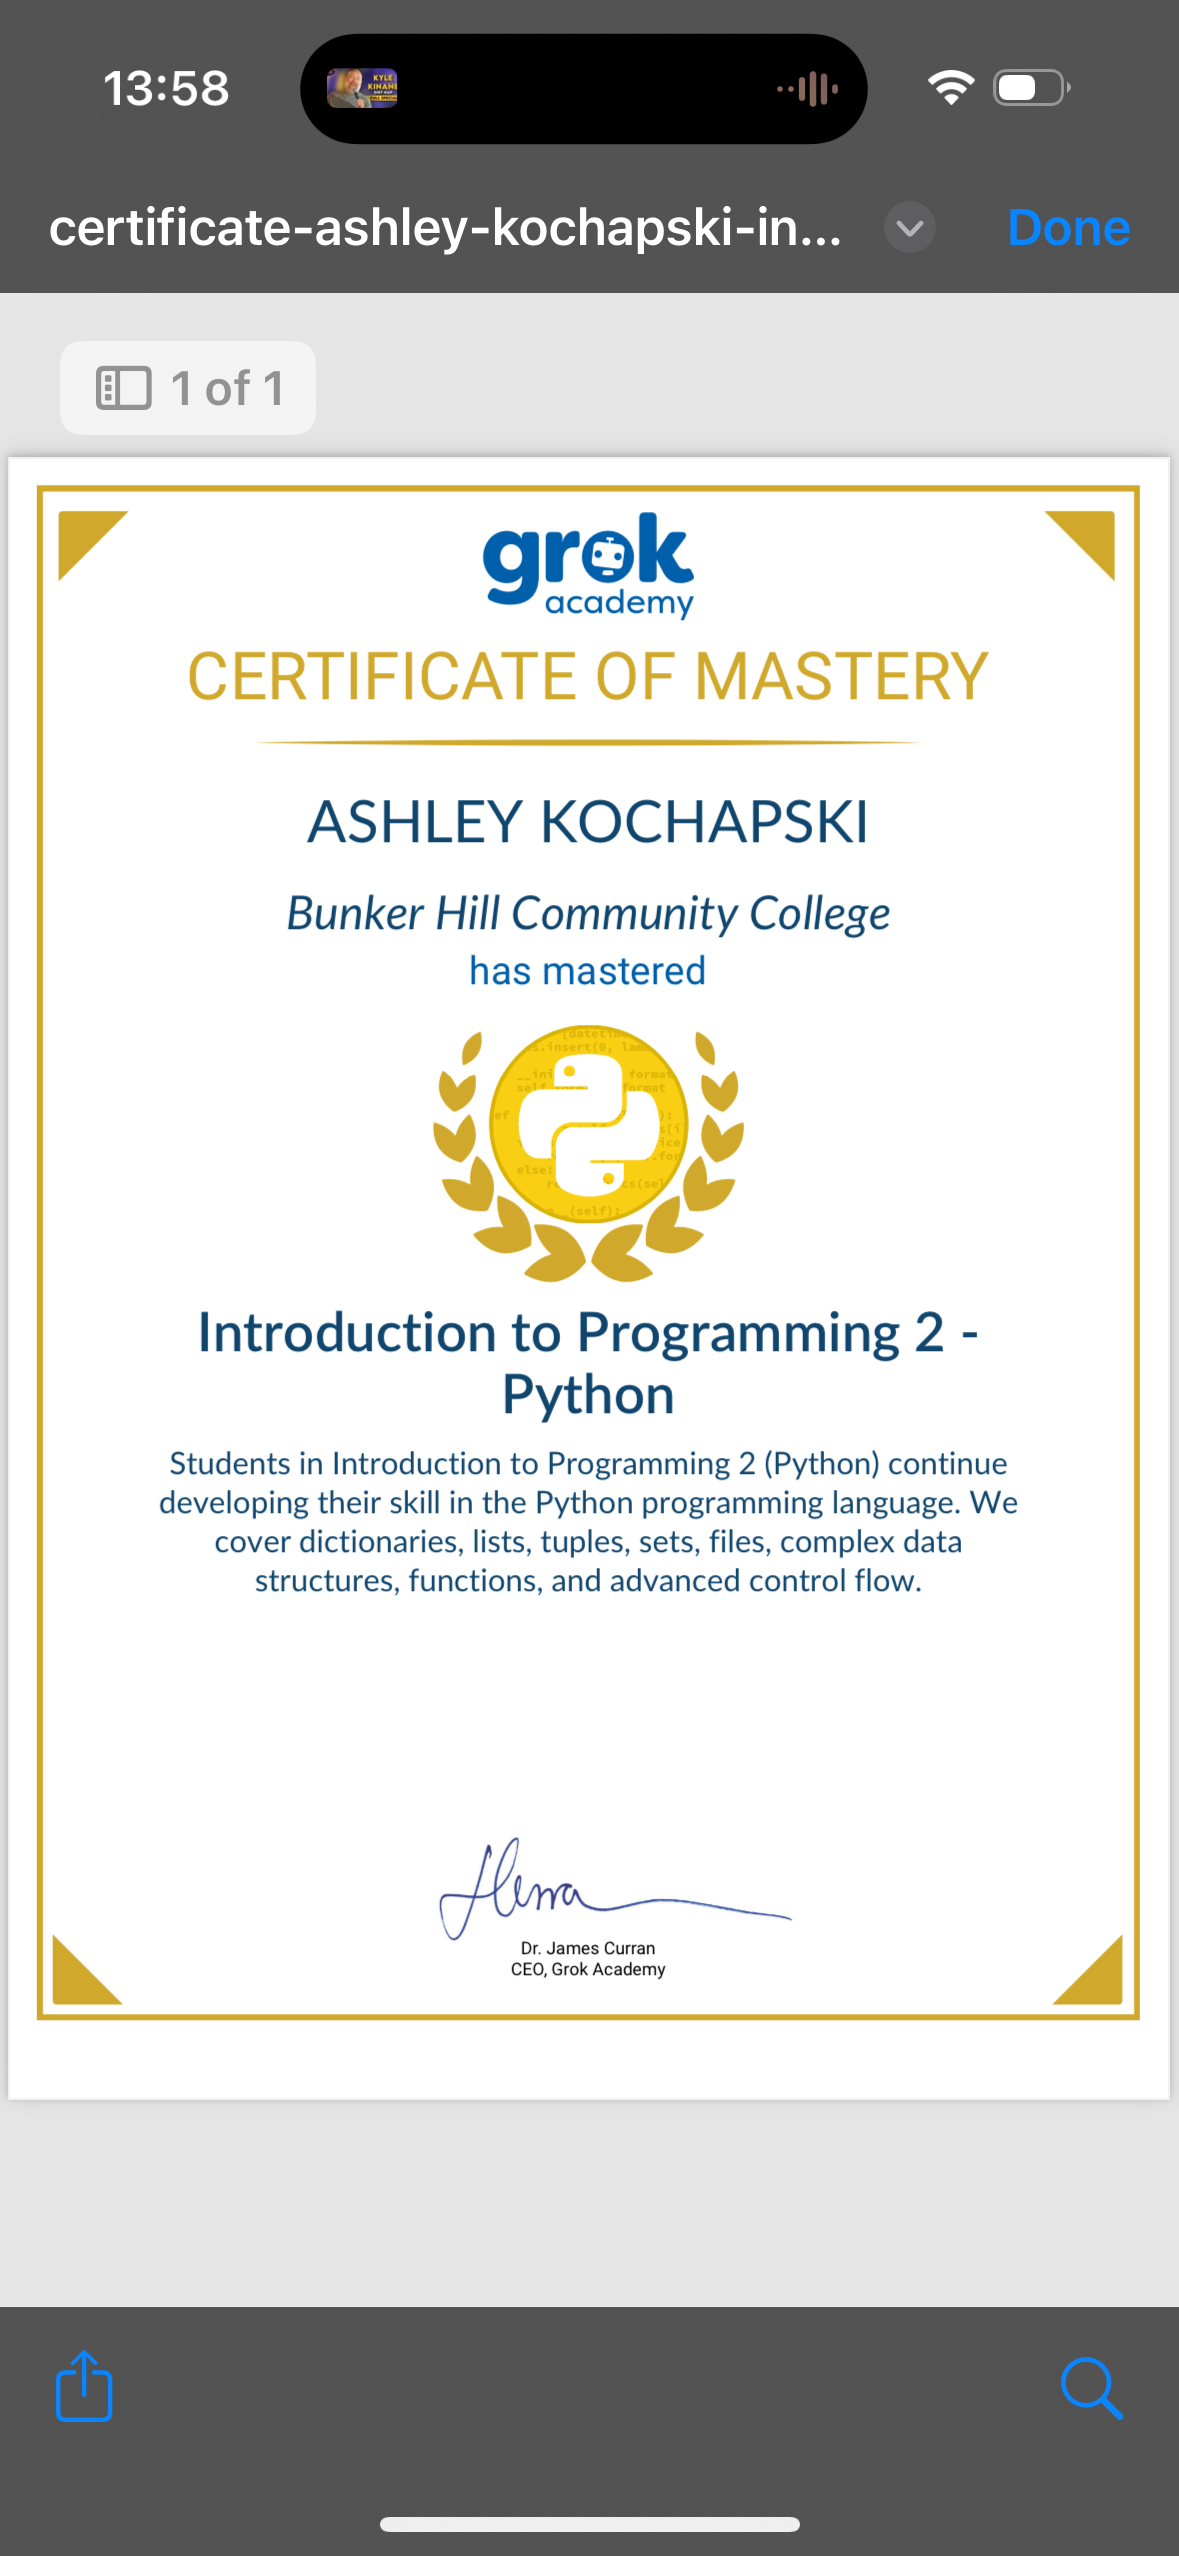 13:58
KYLE
KINANE
certificate-ashley-kochapski-in...
Done
1 of 1
grok
academy
CERTIFICATE OF MASTERY
ASHLEY KOCHAPSKI
Bunker Hill Community College
has mastered
Introduction to Programming 2 -
Python
Students in Introduction to Programming 2 (Python) continue
developing their skill in the Python programming language. We
cover dictionaries, lists, tuples, sets, files, complex data
structures, functions, and advanced control flow.
Dr. James Curran
CEO, Grok Academy